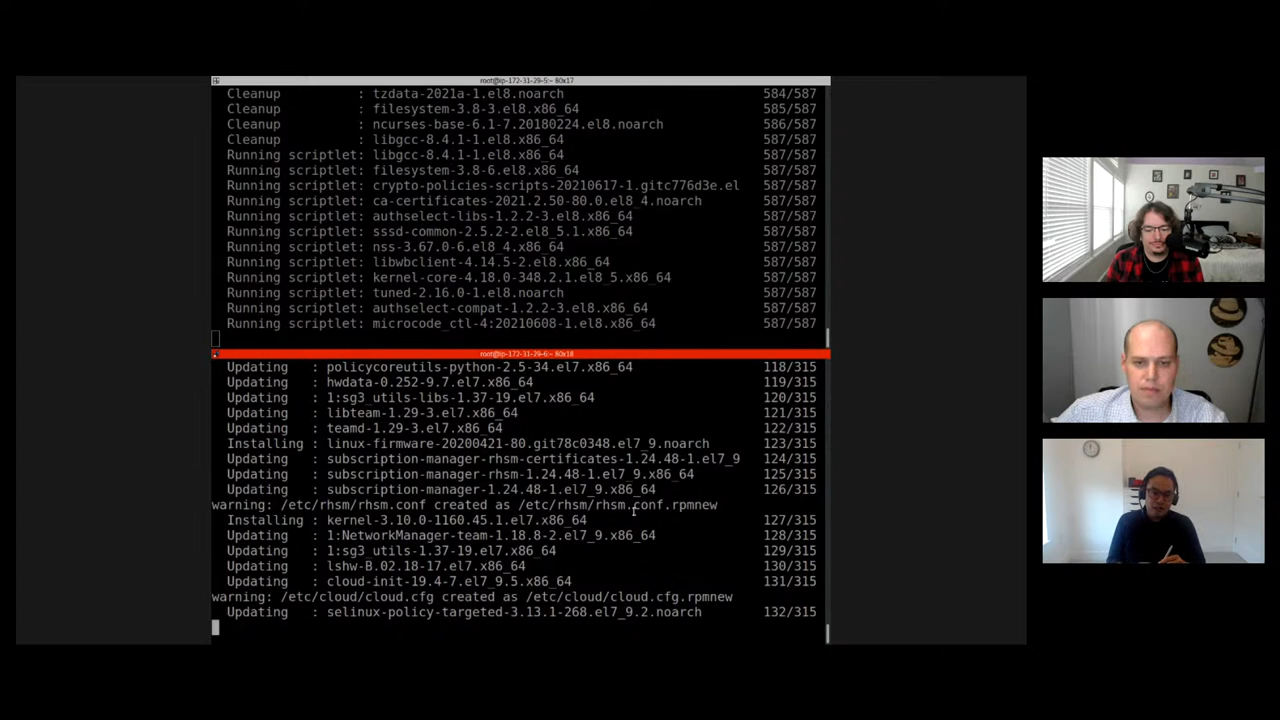 root@ip-172-31-29-5:~ 80x17
Cleanup : tzdata-2021a-1.el8.noarch 584/587
Cleanup : filesystem-3.8-3.el8.x86_64 585/587
Cleanup : ncurses-base-6.1-7.20180224.el8.noarch 586/587
Cleanup : libgcc-8.4.1-1.el8.x86_64 587/587
Running scriptlet: libgcc-8.4.1-1.el8.x86_64 587/587
Running scriptlet: filesystem-3.8-6.el8.x86_64 587/587
Running scriptlet: crypto-policies-scripts-20210617-1.gitc776d3e.el 587/587
Running scriptlet: ca-certificates-2021.2.50-80.0.el8_4.noarch 587/587
Running scriptlet: authselect-libs-1.2.2-3.el8.x86_64 587/587
Running scriptlet: sssd-common-2.5.2-2.el8_5.1.x86_64 587/587
Running scriptlet: nss-3.67.0-6.el8_4.x86_64 587/587
Running scriptlet: libwbclient-4.14.5-2.el8.x86_64 587/587
Running scriptlet: kernel-core-4.18.0-348.2.1.el8_5.x86_64 587/587
Running scriptlet: tuned-2.16.0-1.el8.noarch 587/587
Running scriptlet: authselect-compat-1.2.2-3.el8.x86_64 587/587
Running scriptlet: microcode_ctl-4:20210608-1.el8.x86_64 587/587
root@ip-172-31-29-6:~ 80x18
Updating : policycoreutils-python-2.5-34.el7.x86_64 118/315
Updating : hwdata-0.252-9.7.el7.x86_64 119/315
Updating : 1:sg3_utils-libs-1.37-19.el7.x86_64 120/315
Updating : libteam-1.29-3.el7.x86_64 121/315
Updating : teamd-1.29-3.el7.x86_64 122/315
Installing : linux-firmware-20200421-80.git78c0348.el7_9.noarch 123/315
Updating : subscription-manager-rhsm-certificates-1.24.48-1.el7_9 124/315
Updating : subscription-manager-rhsm-1.24.48-1.el7_9.x86_64 125/315
Updating : subscription-manager-1.24.48-1.el7_9.x86_64 126/315
warning: /etc/rhsm/rhsm.conf created as /etc/rhsm/rhsm.conf.rpmnew
Installing : kernel-3.10.0-1160.45.1.el7.x86_64 127/315
Updating : 1:NetworkManager-team-1.18.8-2.el7_9.x86_64 128/315
Updating : 1:sg3_utils-1.37-19.el7.x86_64 129/315
Updating : lshw-B.02.18-17.el7.x86_64 130/315
Updating : cloud-init-19.4-7.el7_9.5.x86_64 131/315
warning: /etc/cloud/cloud.cfg created as /etc/cloud/cloud.cfg.rpmnew
Updating : selinux-policy-targeted-3.13.1-268.el7_9.2.noarch 132/315